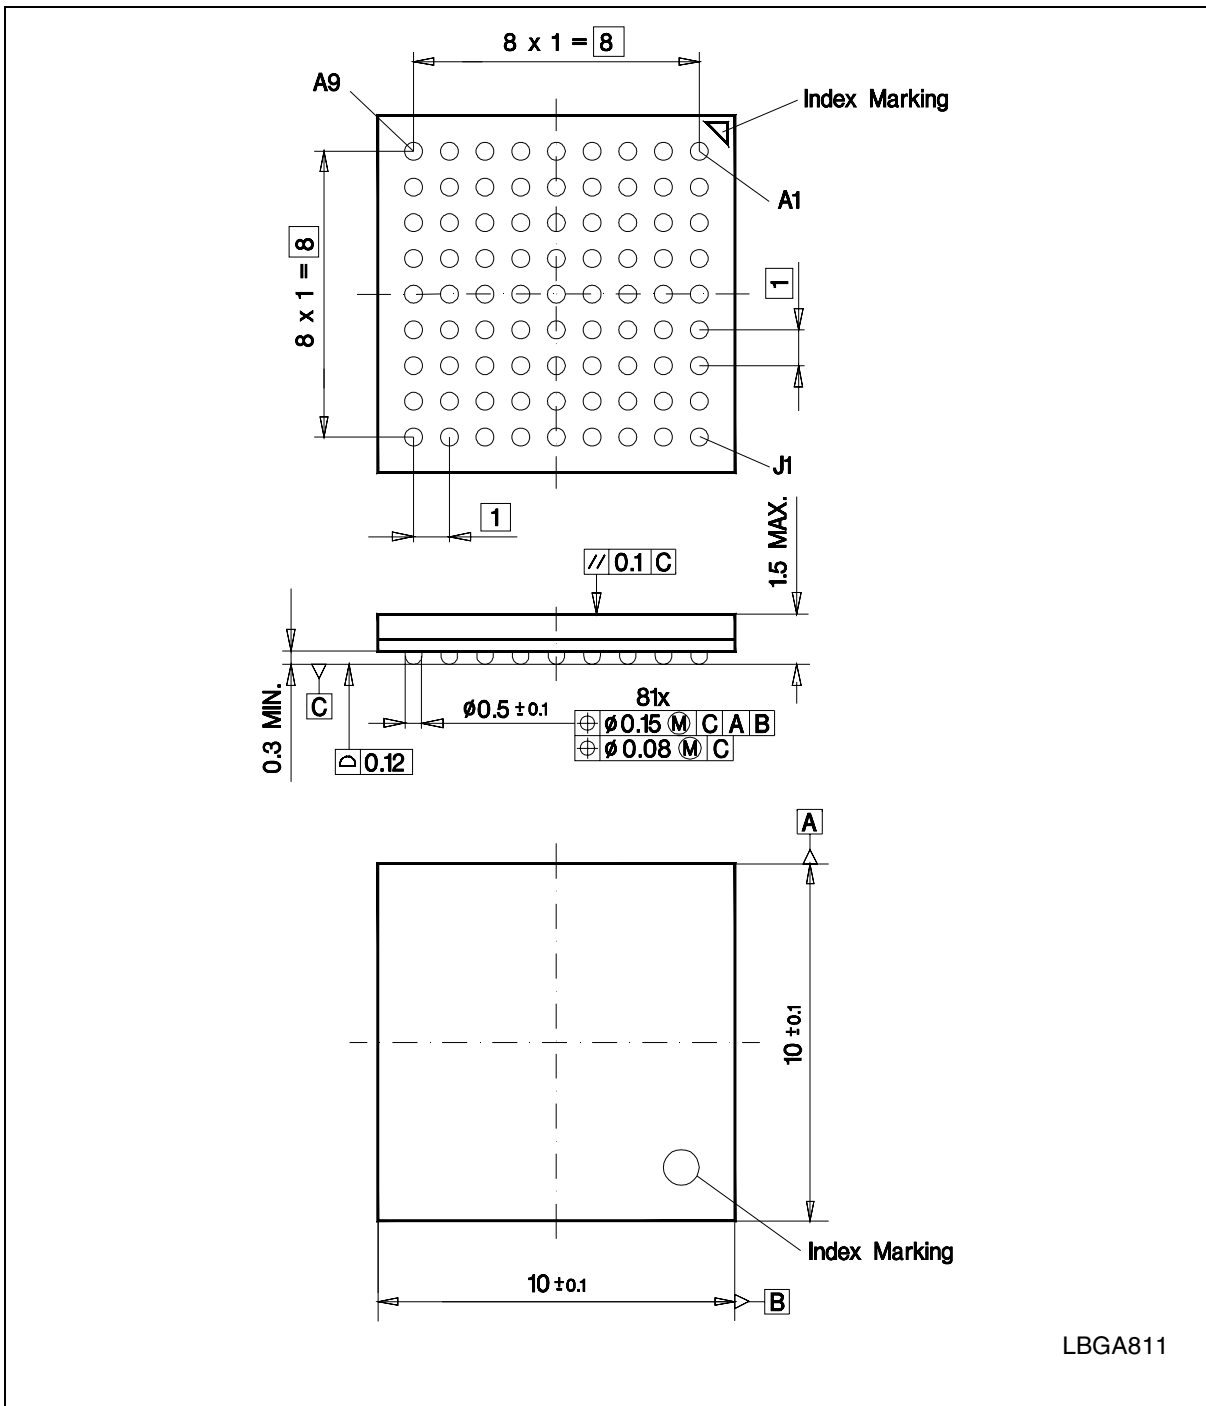 8 x 1 = 8
A9
Index Marking
A1
8 x 1 = 8
1
J1
1
1.5 MAX.
// 0.1 C
0.3 MIN.
C
Ø0.5 ±0.1
81x
⌖ Ø0.15 Ⓜ C A B
⌖ Ø0.08 Ⓜ C
⌓ 0.12
A
10 ±0.1
Index Marking
10 ±0.1
B
LBGA811